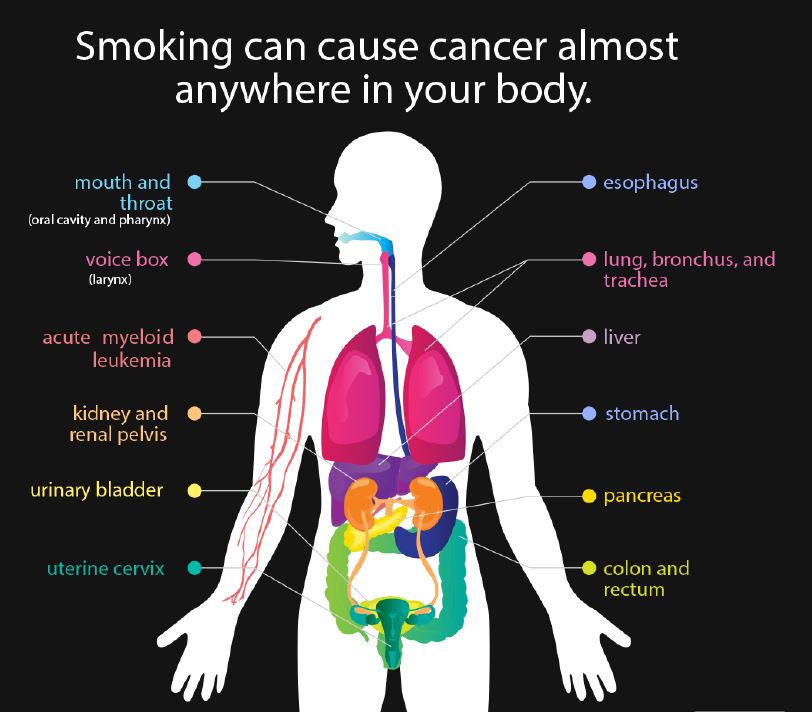 Smoking can cause cancer almost
anywhere in your body.
mouth and
throat
(oral cavity and pharynx)
voice box
(larynx)
acute myeloid
leukemia
kidney and
renal pelvis
urinary bladder
uterine cervix
esophagus
lung, bronchus, and
trachea
liver
stomach
pancreas
colon and
rectum